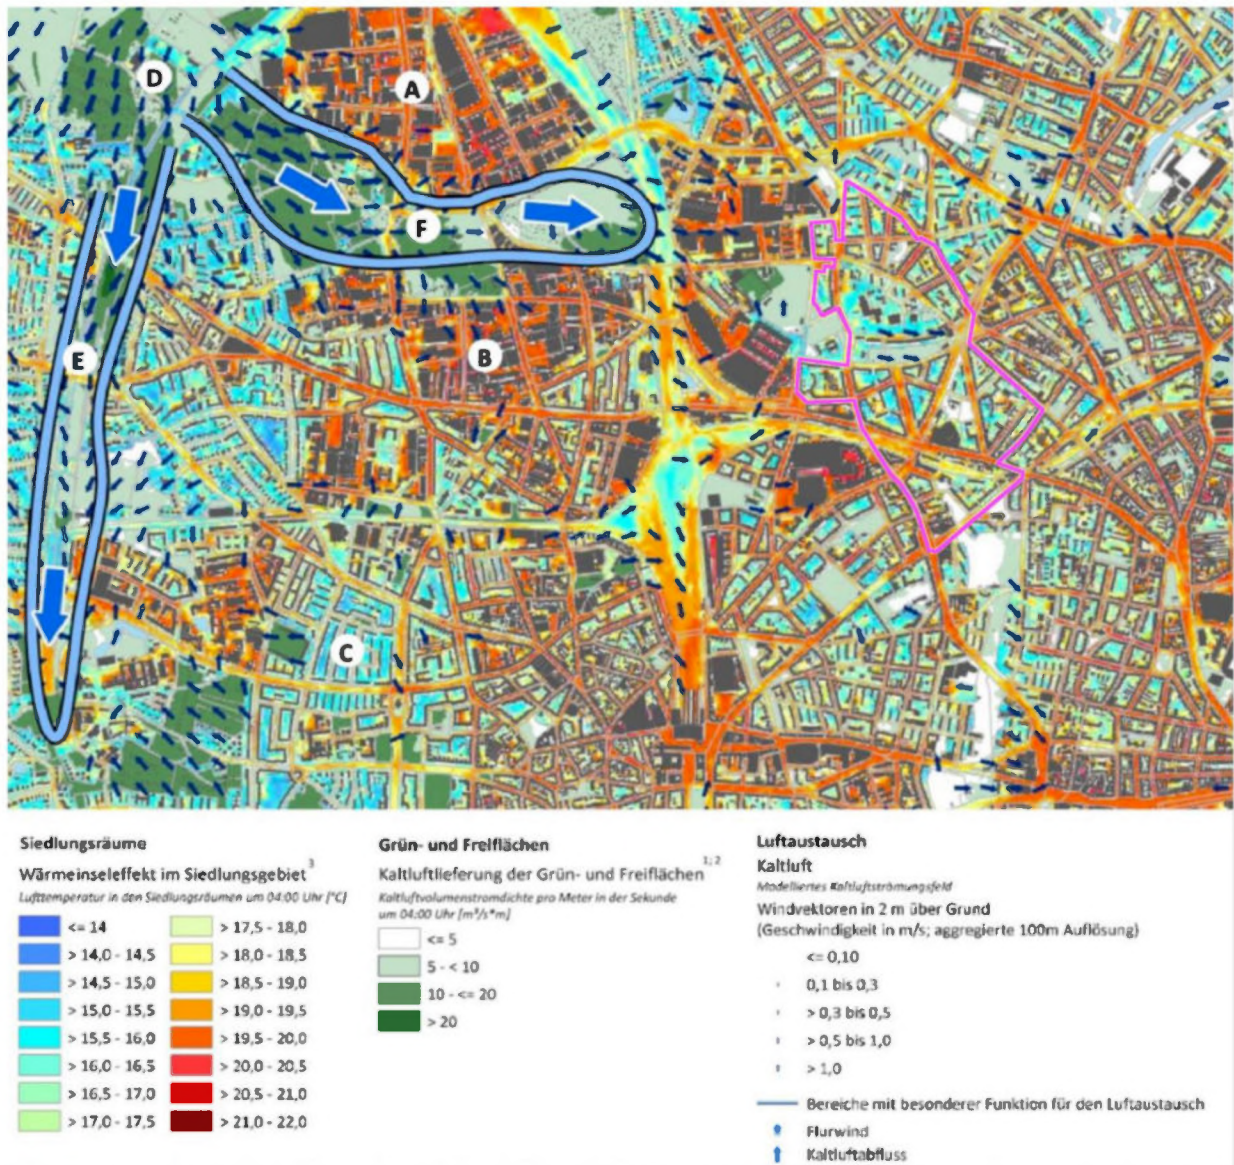 D
A
F
E
B
C
Siedlungsräume
Wärmeinseleffekt im Siedlungsgebiet 3
Lufttemperatur in den Siedlungsräumen um 04:00 Uhr [°C]
<= 14
> 14,0 - 14,5
> 14,5 - 15,0
> 15,0 - 15,5
> 15,5 - 16,0
> 16,0 - 16,5
> 16,5 - 17,0
> 17,0 - 17,5
> 17,5 - 18,0
> 18,0 - 18,5
> 18,5 - 19,0
> 19,0 - 19,5
> 19,5 - 20,0
> 20,0 - 20,5
> 20,5 - 21,0
> 21,0 - 22,0
Grün- und Freiflächen
Kaltluftlieferung der Grün- und Freiflächen 1; 2
Kaltluftvolumenstromdichte pro Meter in der Sekunde
um 04:00 Uhr [m³/s*m]
<= 5
5 - < 10
10 - <= 20
> 20
Luftaustausch
Kaltluft
Modelliertes Kaltluftströmungsfeld
Windvektoren in 2 m über Grund
(Geschwindigkeit in m/s; aggregierte 100m Auflösung)
<= 0,10
0,1 bis 0,3
> 0,3 bis 0,5
> 0,5 bis 1,0
> 1,0
Bereiche mit besonderer Funktion für den Luftaustausch
Flurwind
Kaltluftabfluss